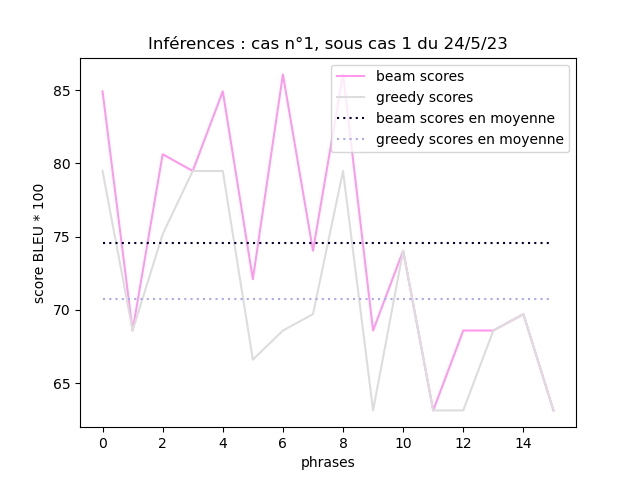 Inférences : cas n°1, sous cas 1 du 24/5/23
beam scores
greedy scores
beam scores en moyenne
greedy scores en moyenne
score BLEU * 100
85
80
75
70
65
0 2 4 6 8 10 12 14
phrases